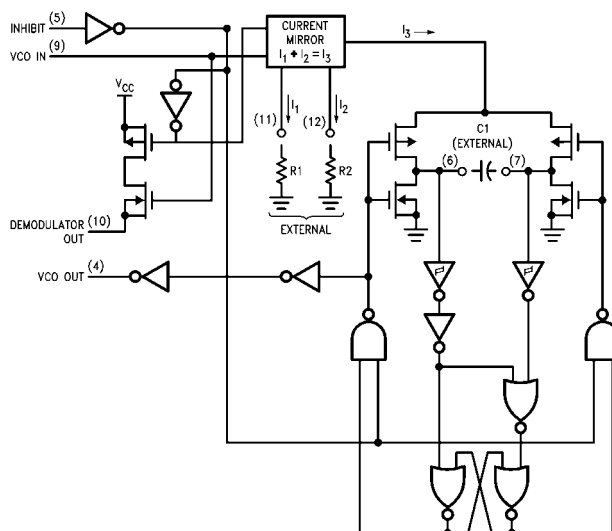 INHIBIT (5)
VCO IN (9)
CURRENT
MIRROR
I1 + I2 = I3
I3
VCC
(11) I1
(12) I2
R1
R2
EXTERNAL
C1
(EXTERNAL)
(6)
(7)
DEMODULATOR (10)
OUT
VCO OUT (4)